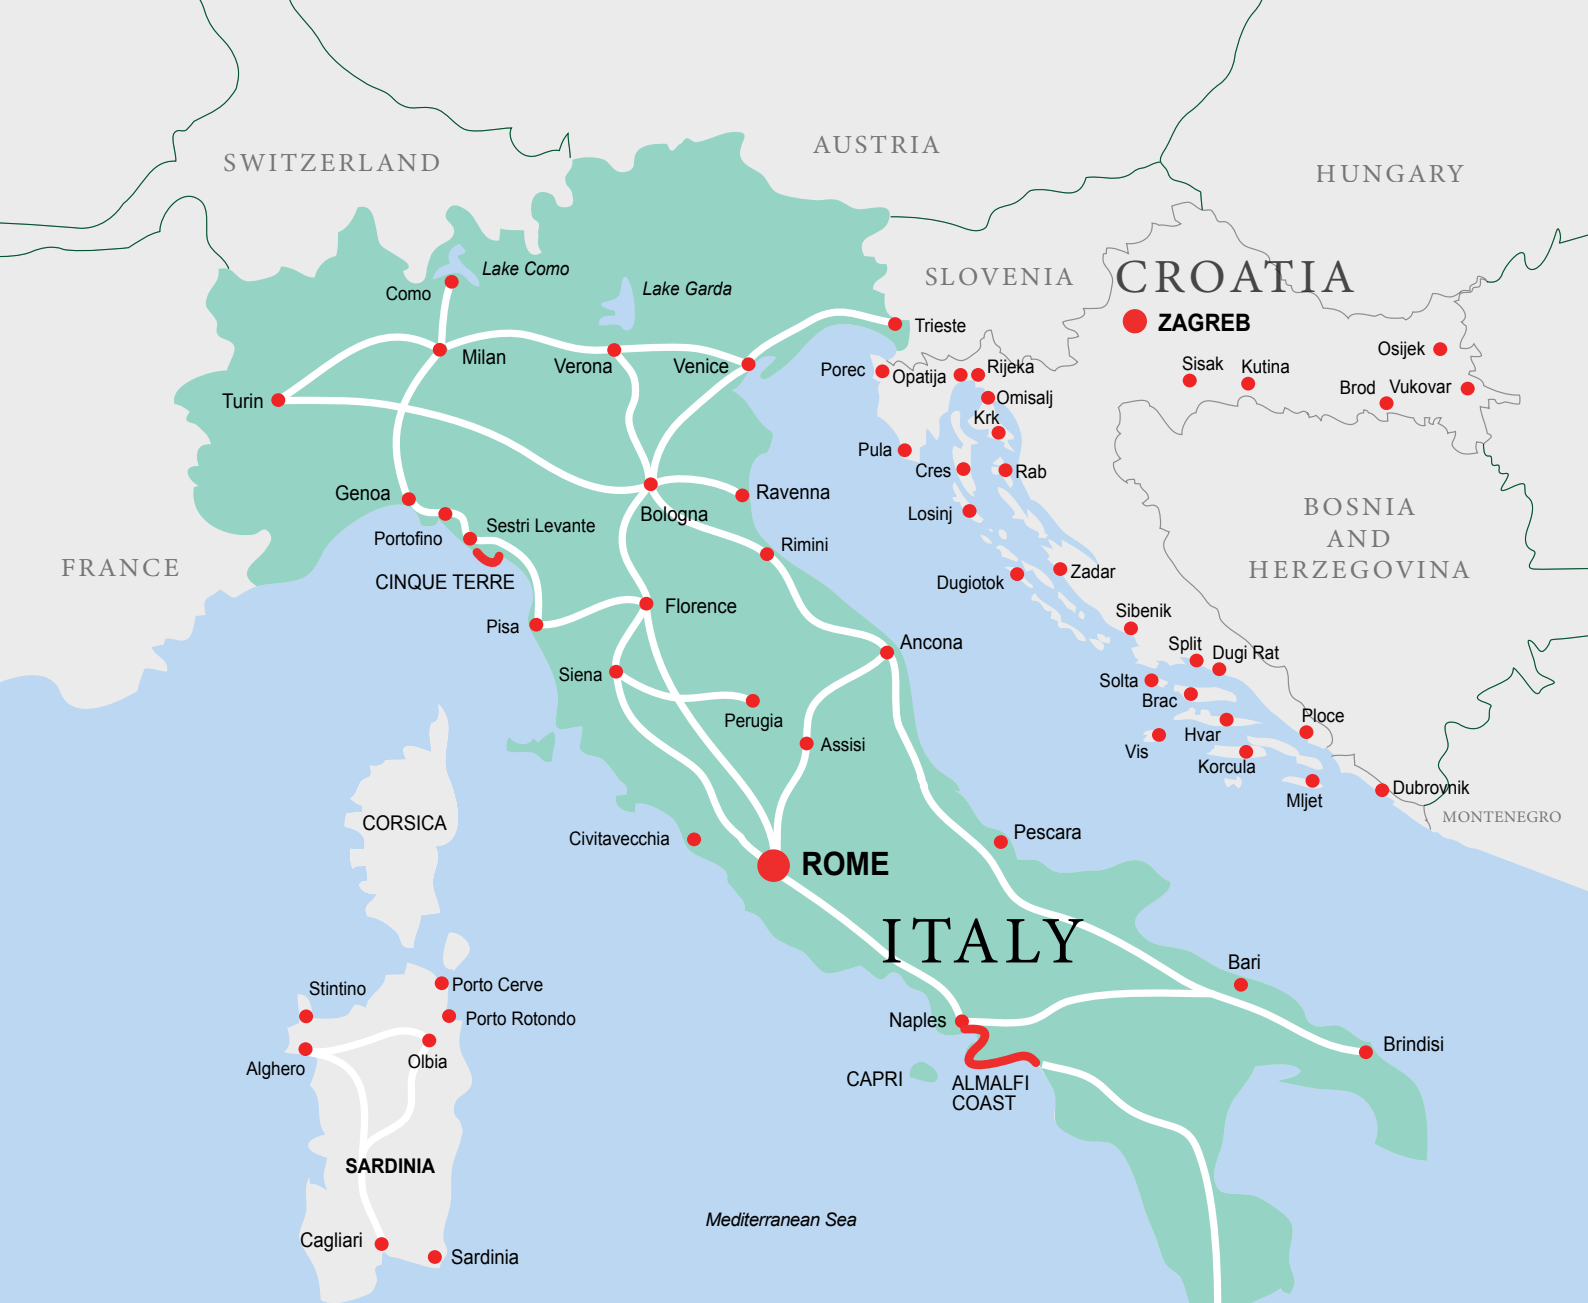 AUSTRIA
SWITZERLAND
HUNGARY
Lake Como
SLOVENIA
CROATIA
Como
Lake Garda
Trieste
ZAGREB
Milan
Verona
Venice
Porec
Opatija
Rijeka
Sisak
Kutina
Osijek
Brod
Vukovar
Turin
Omisalj
Krk
Pula
Cres
Rab
Genoa
Ravenna
Bologna
Losinj
BOSNIA
AND
HERZEGOVINA
Portofino
Sestri Levante
Rimini
FRANCE
CINQUE TERRE
Dugiotok
Zadar
Pisa
Florence
Sibenik
Ancona
Split
Dugi Rat
Siena
Solta
Brac
Perugia
Assisi
Hvar
Vis
Ploce
Korcula
Mljet
Dubrovnik
MONTENEGRO
CORSICA
Civitavecchia
Pescara
ROME
ITALY
Bari
Stintino
Porto Cerve
Porto Rotondo
Naples
Brindisi
Alghero
Olbia
CAPRI
ALMALFI
COAST
SARDINIA
Mediterranean Sea
Cagliari
Sardinia